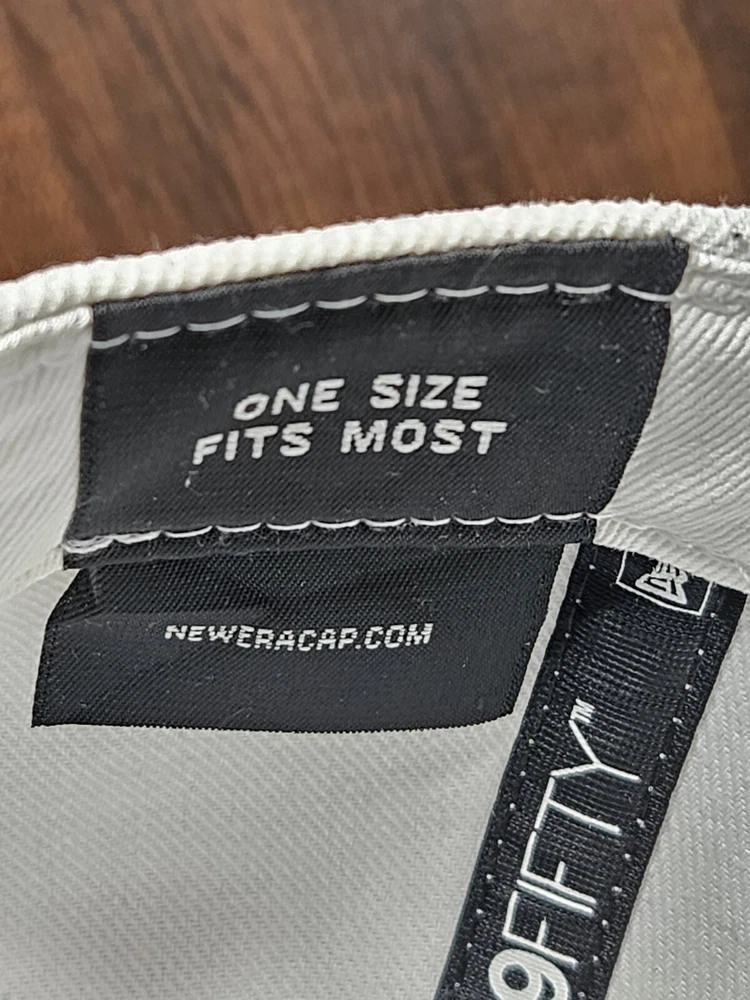 ONE SIZE
FITS MOST
NEWERACAP.COM
9FIFTY™